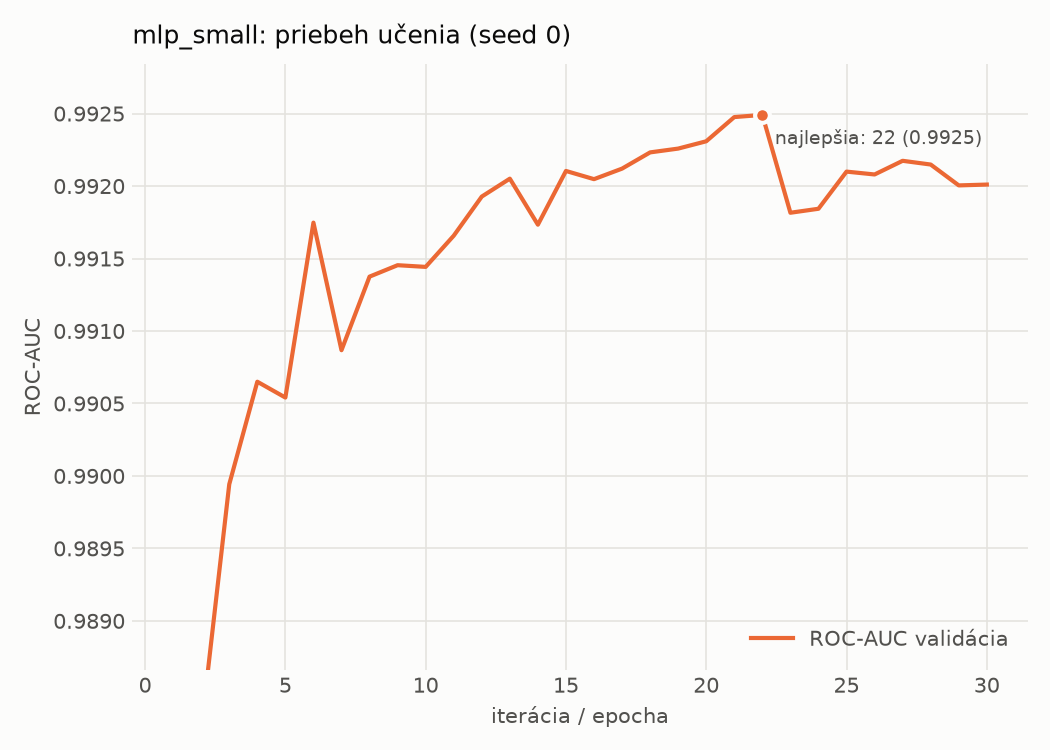 mlp_small: priebeh učenia (seed 0)
ROC-AUC
0.9925
0.9920
0.9915
0.9910
0.9905
0.9900
0.9895
0.9890
najlepšia: 22 (0.9925)
ROC-AUC validácia
0 5 10 15 20 25 30
iterácia / epocha